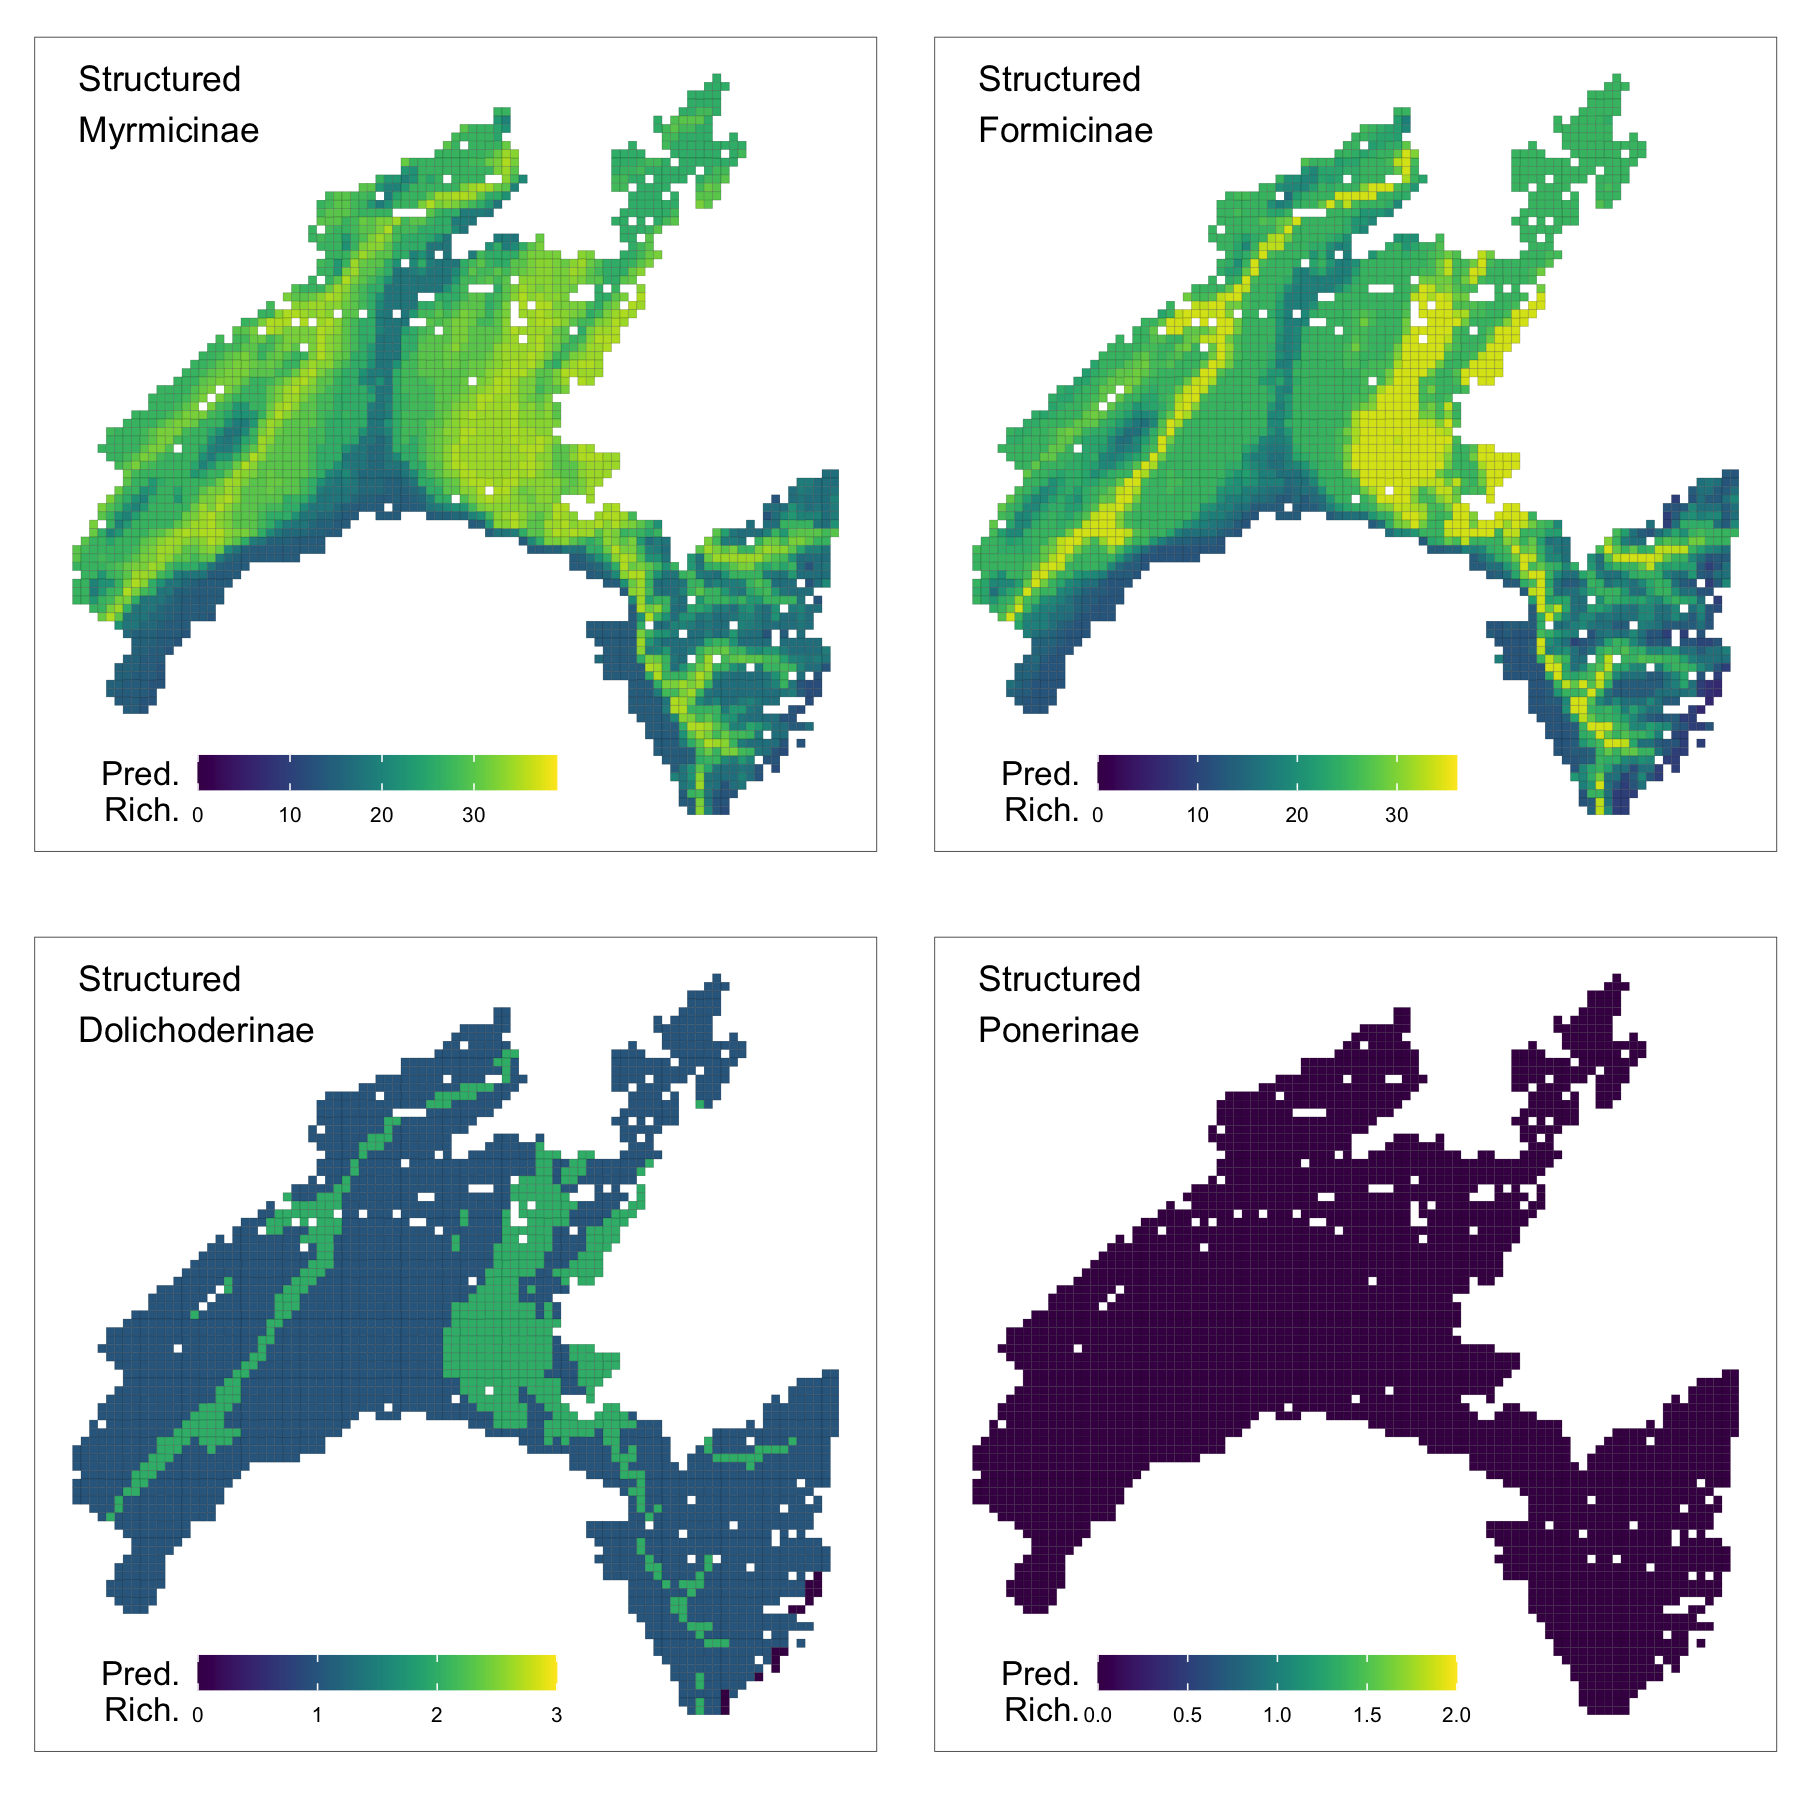 Structured
Myrmicinae
Pred.
Rich.
0 10 20 30
Structured
Formicinae
Pred.
Rich.
0 10 20 30
Structured
Dolichoderinae
Pred.
Rich.
0 1 2 3
Structured
Ponerinae
Pred.
Rich.
0.0 0.5 1.0 1.5 2.0